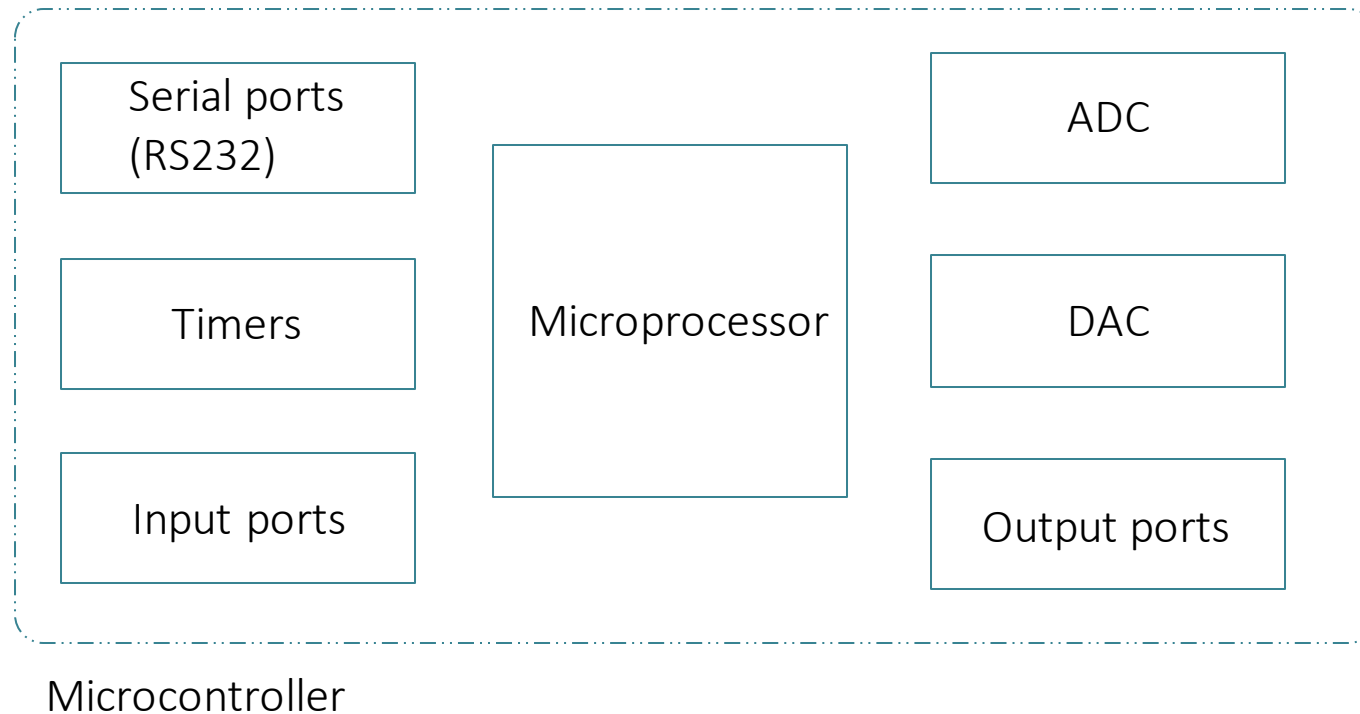 Serial ports
(RS232)
Timers
Input ports
Microprocessor
ADC
DAC
Output ports
Microcontroller